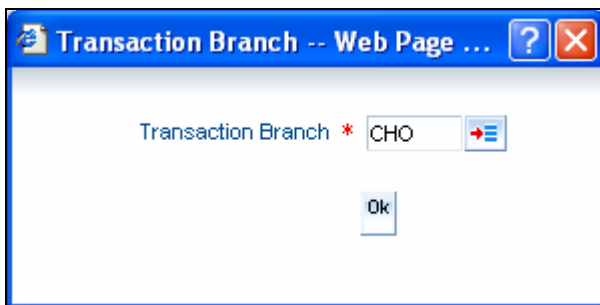 Transaction Branch -- Web Page ...
Transaction Branch * CHO
Ok